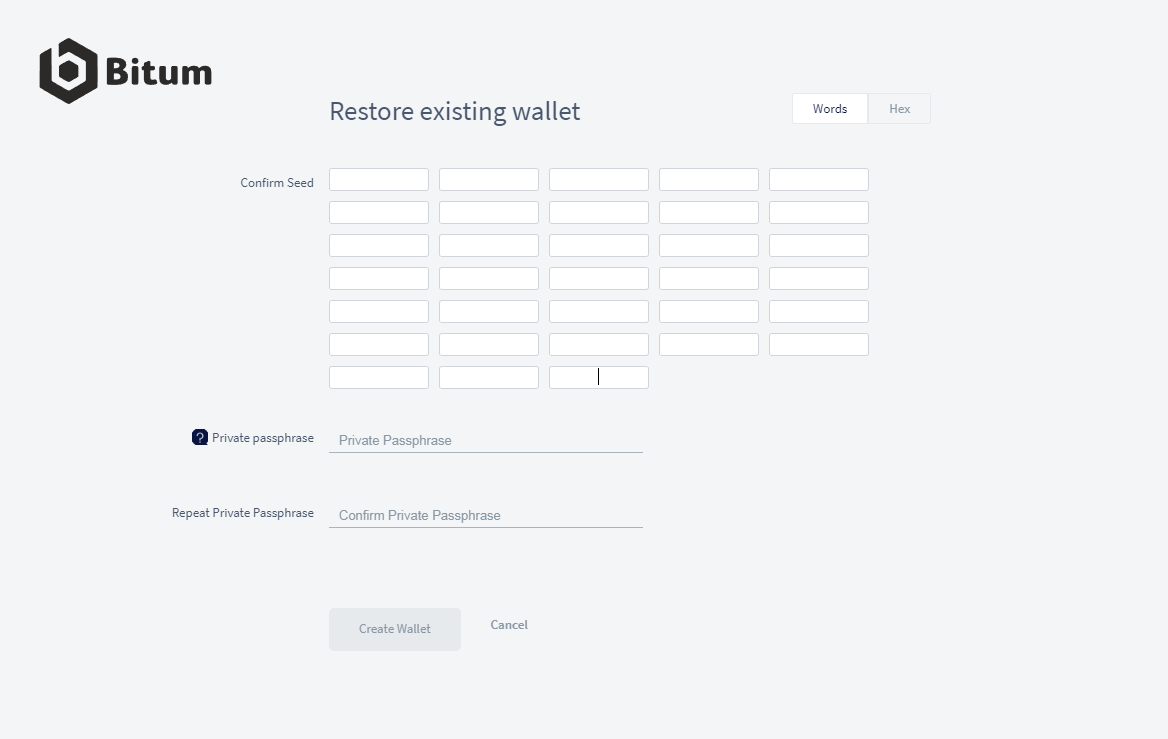 Bitum
Restore existing wallet
Words
Hex
Confirm Seed
? Private passphrase
Private Passphrase
Repeat Private Passphrase
Confirm Private Passphrase
Create Wallet
Cancel